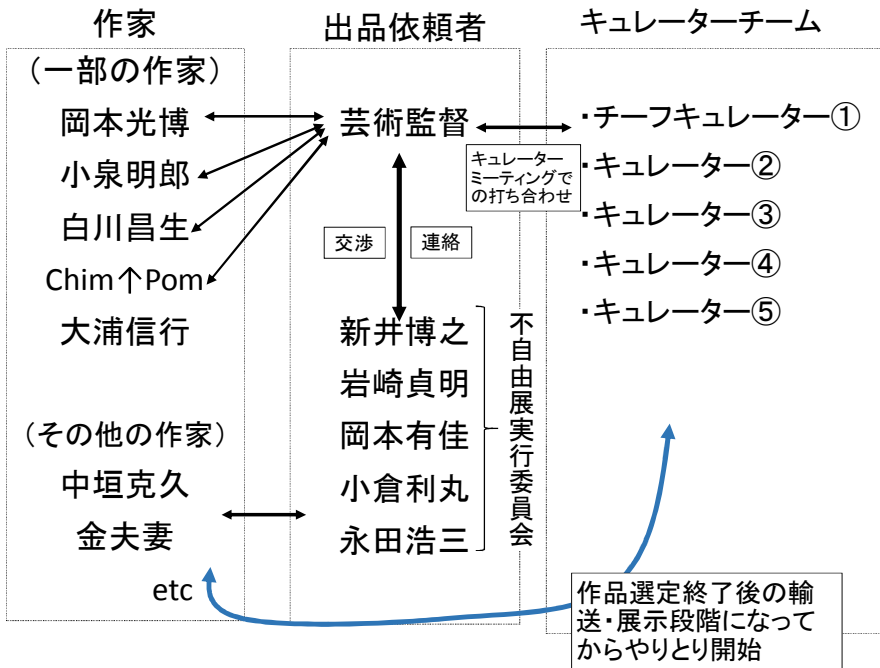 作家
(一部の作家)
岡本光博
小泉明郎
白川昌生
Chim↑Pom
大浦信行
(その他の作家)
中垣克久
金夫妻
etc
出品依頼者
芸術監督
交渉
連絡
新井博之
岩崎貞明
岡本有佳
小倉利丸
永田浩三
不自由展実行委員会
キュレーターチーム
・チーフキュレーター①
・キュレーター②
・キュレーター③
・キュレーター④
・キュレーター⑤
キュレーター
ミーティングで
の打ち合わせ
作品選定終了後の輸
送・展示段階になって
からやりとり開始